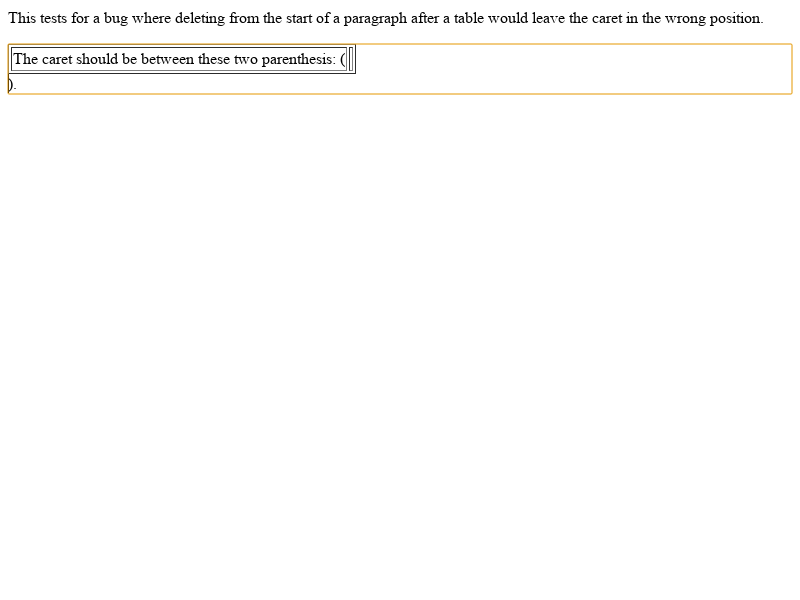 This tests for a bug where deleting from the start of a paragraph after a table would leave the caret in the wrong position.
The caret should be between these two parenthesis: (
).